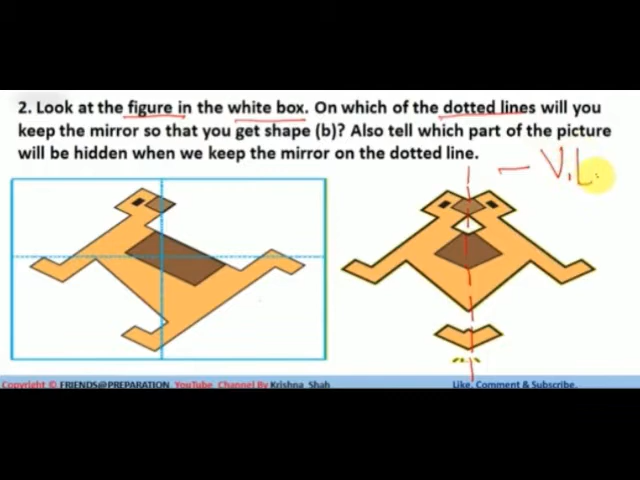 2. Look at the figure in the white box. On which of the dotted lines will you
keep the mirror so that you get shape (b)? Also tell which part of the picture
will be hidden when we keep the mirror on the dotted line.
– V.L.
Copyright © FRIENDS@PREPARATION. YouTube Channel By Krishna Shah
Like, Comment & Subscribe.